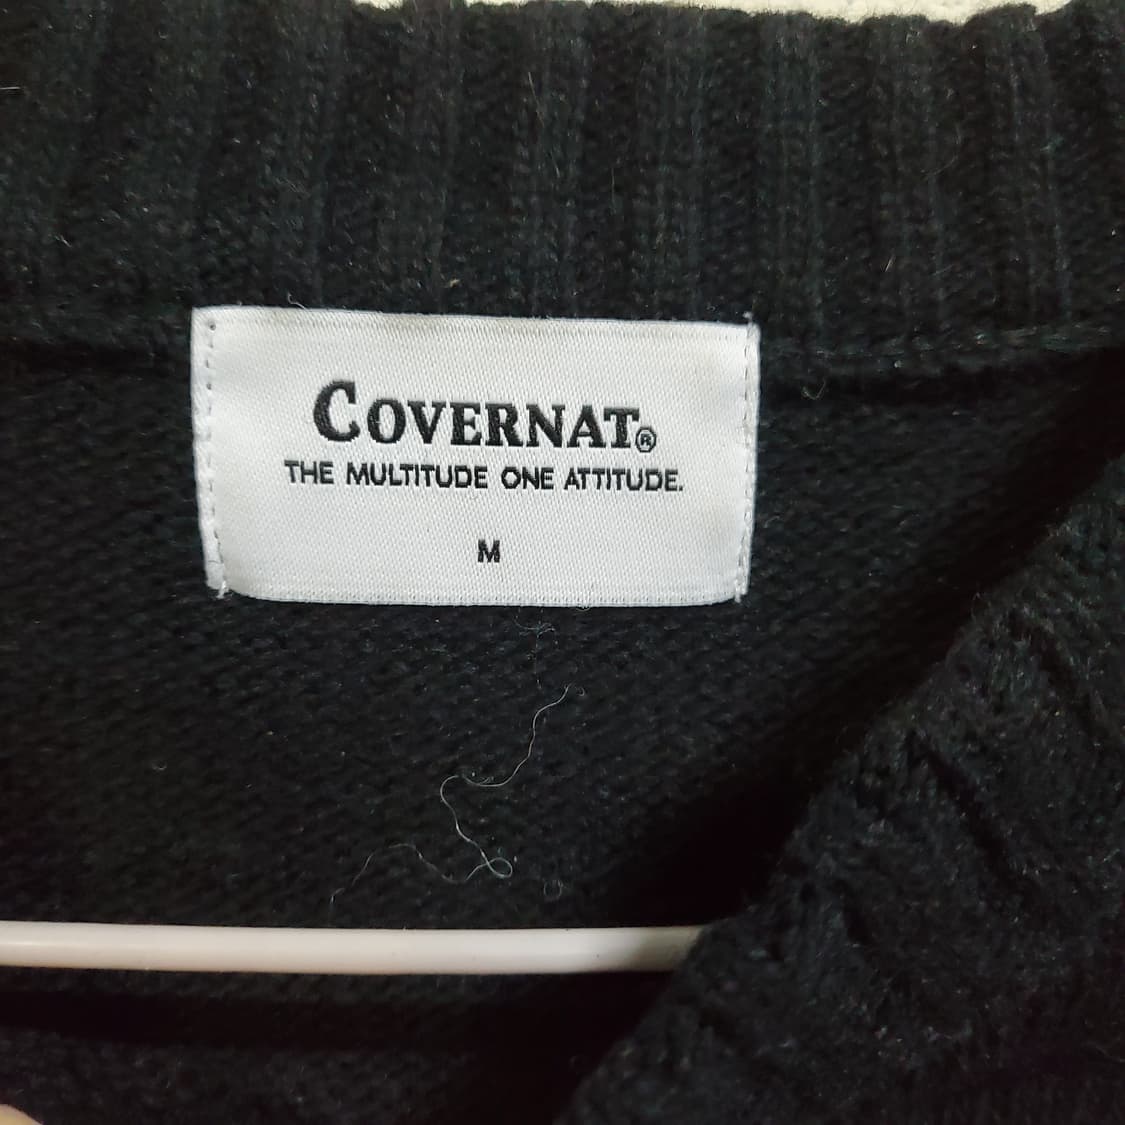 COVERNAT®
THE MULTITUDE ONE ATTITUDE.
M